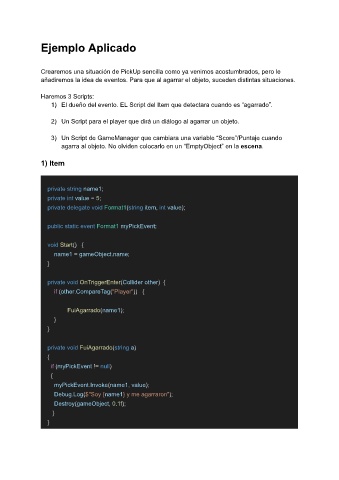 Ejemplo Aplicado
Crearemos una situación de PickUp sencilla como ya venimos acostumbrados, pero le
añadiremos la idea de eventos. Para que al agarrar el objeto, suceden distintas situaciones.
Haremos 3 Scripts:
1) El dueño del evento. EL Script del Item que detectara cuando es "agarrado".
2) Un Script para el player que dirá un diálogo al agarrar un objeto.
3) Un Script de GameManager que cambiara una variable "Score"/Puntaje cuando
agarra al objeto. No olviden colocarlo en un "EmptyObject" en la escena.
1) Item
private string name1;
private int value = 5;
private delegate void Format1(string item, int value);
public static event Format1 myPickEvent;
void Start() {
name1 = gameObject.name;
}
private void OnTriggerEnter(Collider other) {
if (other.CompareTag("Player")) {
FuiAgarrado(name1);
}
}
private void FuiAgarrado(string a)
{
if (myPickEvent != null)
{
myPickEvent.Invoke(name1, value);
Debug.Log($"Soy {name1} y me agarraron");
Destroy(gameObject, 0.1f);
}
}